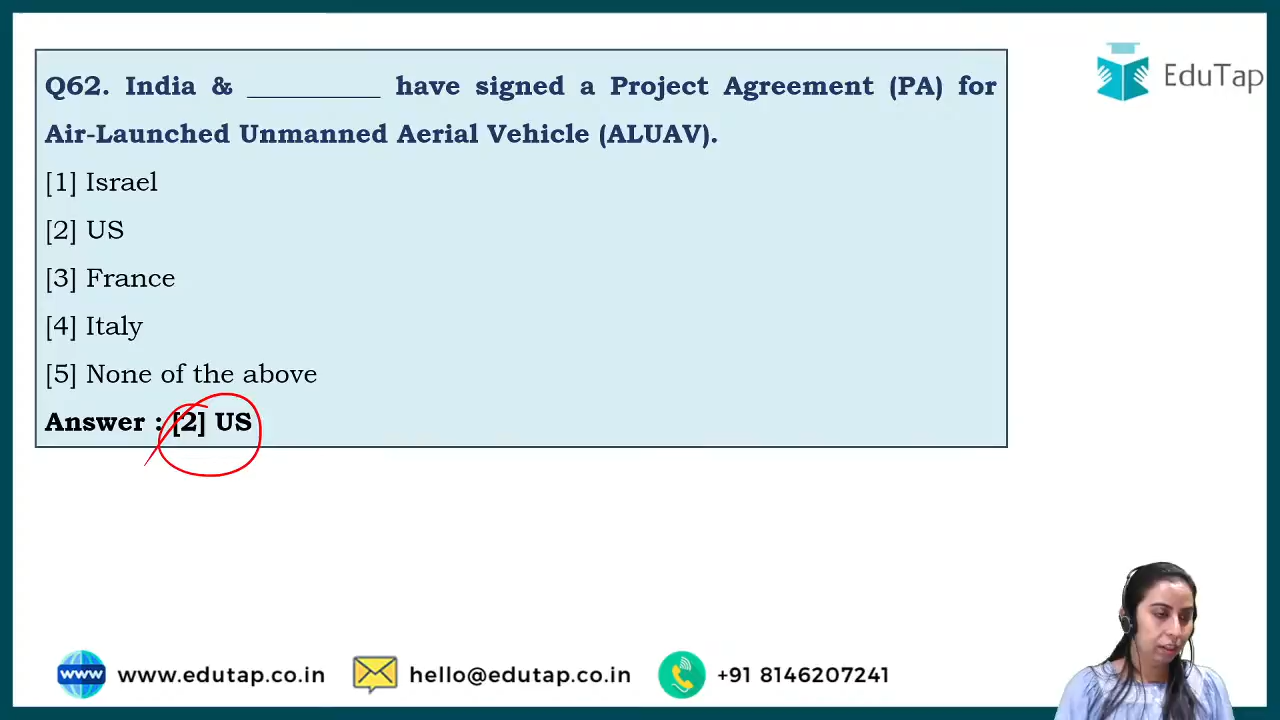 EduTap
Q62. India & __________ have signed a Project Agreement (PA) for
Air-Launched Unmanned Aerial Vehicle (ALUAV).
[1] Israel
[2] US
[3] France
[4] Italy
[5] None of the above
Answer : [2] US
www.edutap.co.in hello@edutap.co.in +91 8146207241